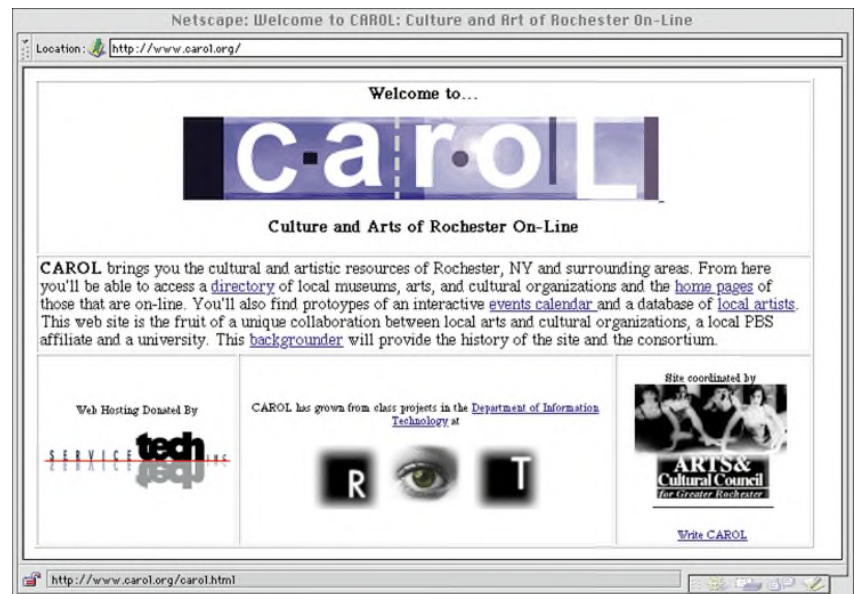 Netscape: Welcome to CAROL: Culture and Art of Rochester On-Line
Location: http://www.carol.org/
Welcome to...
c·a r·o L
Culture and Arts of Rochester On-Line
CAROL brings you the cultural and artistic resources of Rochester, NY and surrounding areas. From here
you'll be able to access a directory of local museums, arts, and cultural organizations and the home pages of
those that are on-line. You'll also find protoypes of an interactive events calendar and a database of local artists.
This web site is the fruit of a unique collaboration between local arts and cultural organizations, a local PBS
affiliate and a university. This backgrounder will provide the history of the site and the consortium.
Web Hosting Donated By
SERVICE tech INC
CAROL has grown from class projects in the Department of Information
Technology at
R T
Site coordinated by
ARTS &
Cultural Council
for Greater Rochester
Write CAROL
http://www.carol.org/carol.html